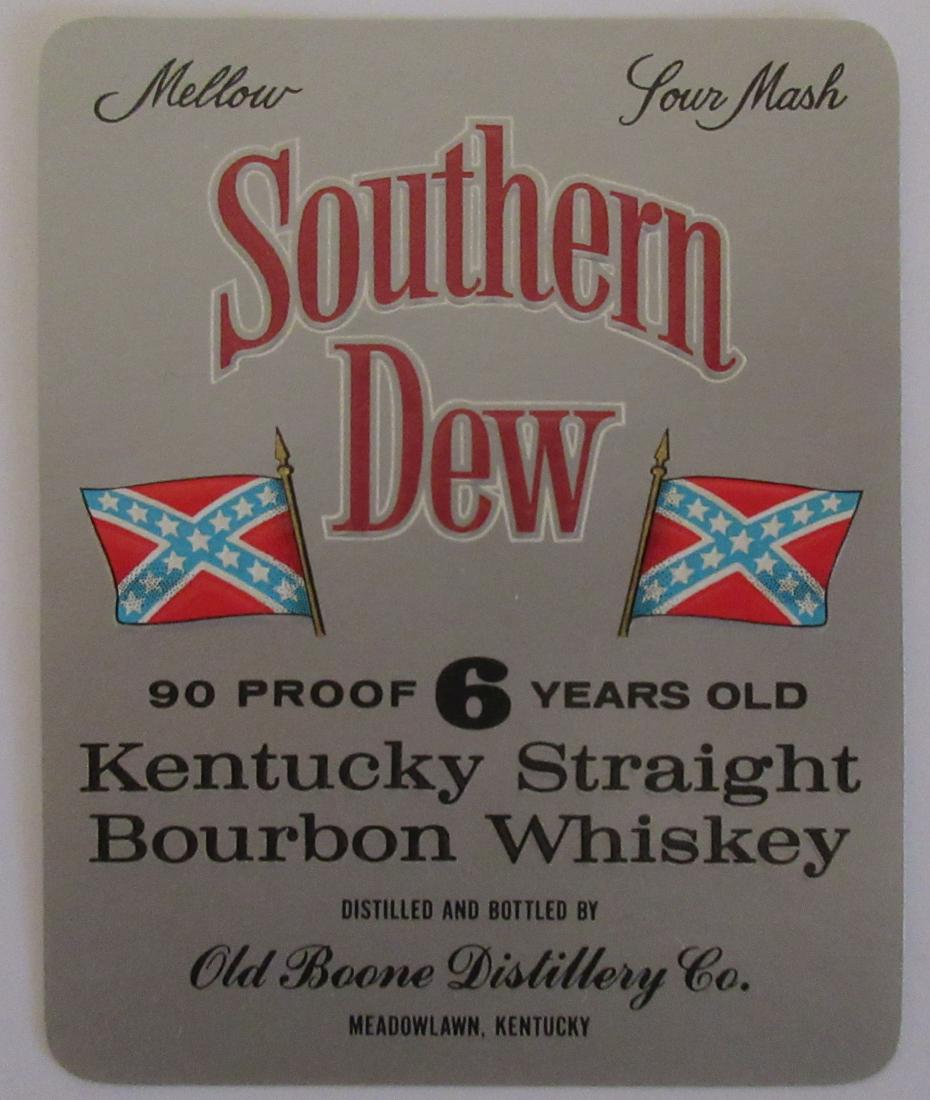 Mellow
Sour Mash
Southern
Dew
90 PROOF 6 YEARS OLD
Kentucky Straight
Bourbon Whiskey
DISTILLED AND BOTTLED BY
Old Boone Distillery Co.
MEADOWLAWN, KENTUCKY